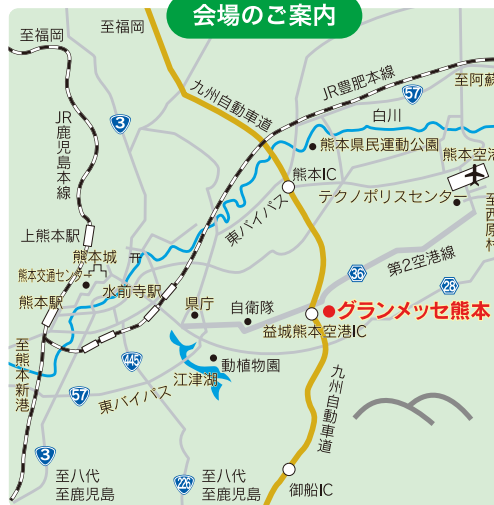 会場のご案内
至福岡
至福岡
九州自動車道
JR豊肥本線
57
至阿蘇
3
白川
JR鹿児島本線
熊本県民運動公園
熊本空港
熊本IC
テクノポリスセンター
東バイパス
至西原村
上熊本駅
熊本城
第2空港線
熊本交通センター
36
28
熊本駅
水前寺駅
県庁
自衛隊
グランメッセ熊本
益城熊本空港IC
至熊本新港
445
動植物園
江津湖
57
東バイパス
九州自動車道
3
至八代
至鹿児島
226
至八代
至鹿児島
御船IC